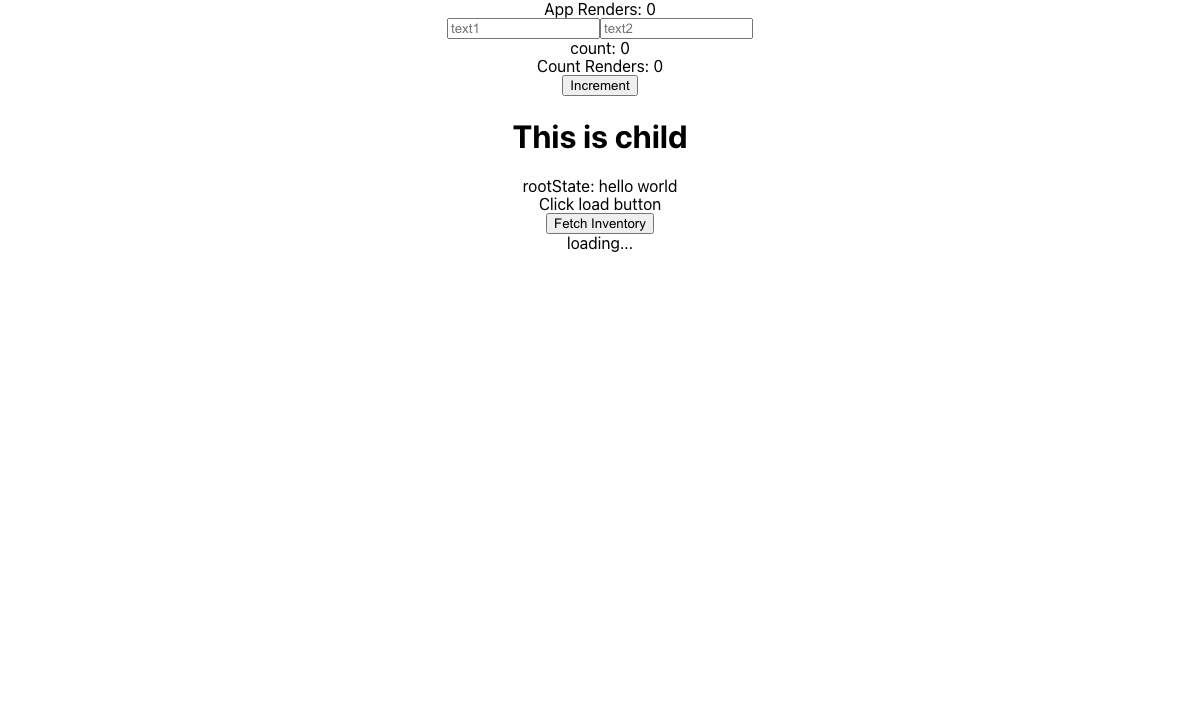 App Renders: 0
text1 text2
count: 0
Count Renders: 0
Increment
This is child
rootState: hello world
Click load button
Fetch Inventory
loading...